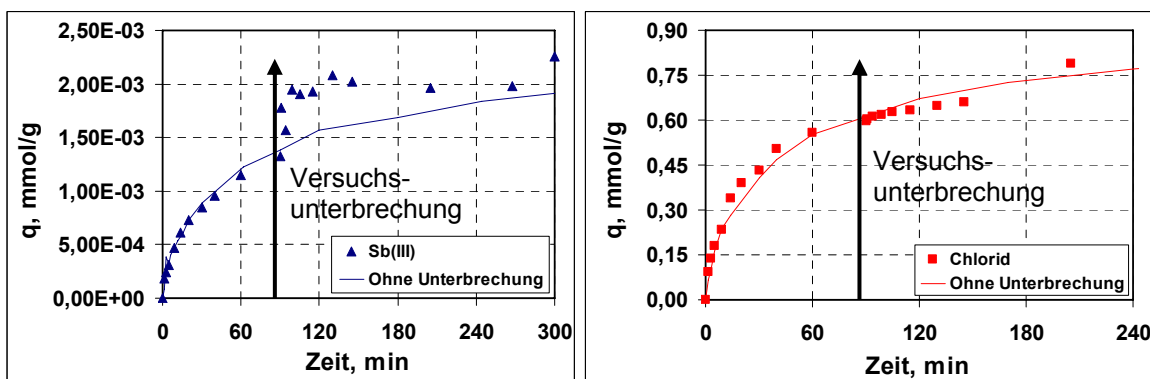 2,50E-03
2,00E-03
1,50E-03
1,00E-03
5,00E-04
0,00E+00
q, mmol/g
0 60 120 180 240 300
Zeit, min
Versuchs-
unterbrechung
Sb(III)
Ohne Unterbrechung
0,90
0,75
0,60
0,45
0,30
0,15
0,00
q, mmol/g
0 60 120 180 240
Zeit, min
Versuchs-
unterbrechung
Chlorid
Ohne Unterbrechung